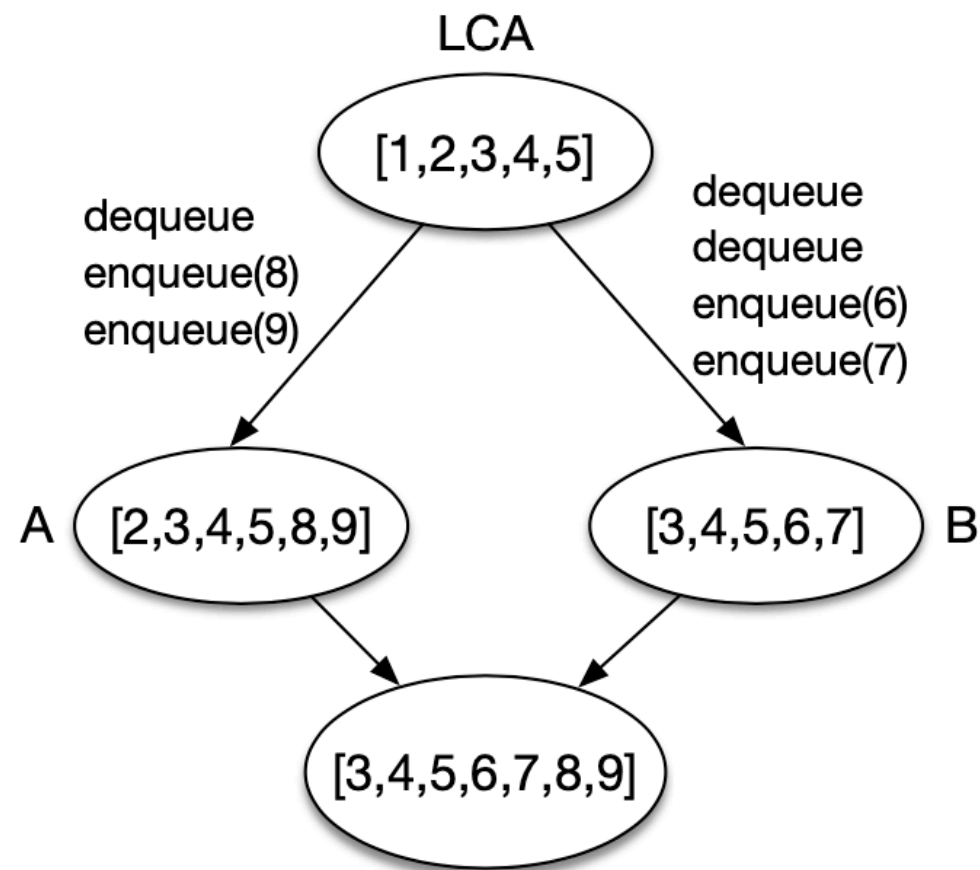 LCA
[1,2,3,4,5]
dequeue
enqueue(8)
enqueue(9)
dequeue
dequeue
enqueue(6)
enqueue(7)
A
[2,3,4,5,8,9]
[3,4,5,6,7]
B
[3,4,5,6,7,8,9]